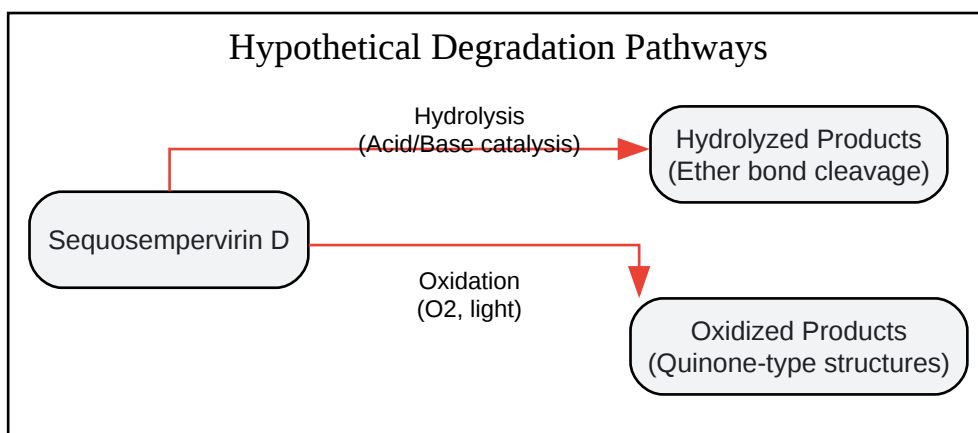 Hypothetical Degradation Pathways
Hydrolysis
(Acid/Base catalysis)
Hydrolyzed Products
(Ether bond cleavage)
Sequosempervirin D
Oxidation
(O2, light)
Oxidized Products
(Quinone-type structures)